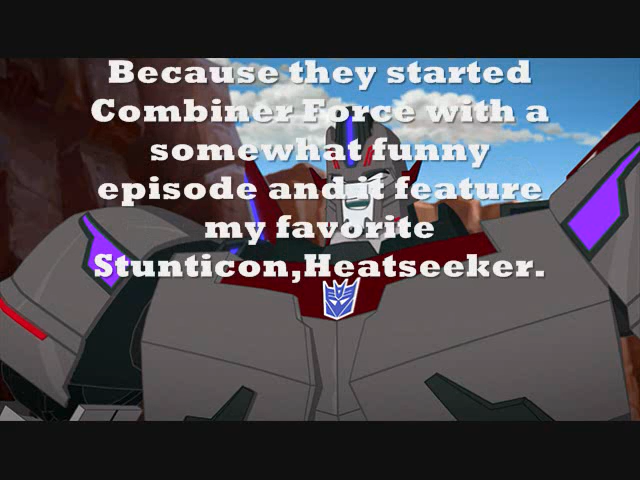 Because they started
Combiner Force with a
somewhat funny
episode and it feature
my favorite
Stunticon,Heatseeker.